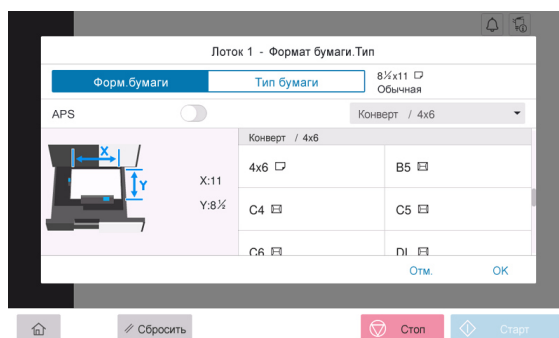 Лоток 1 - Формат бумаги.Тип
Форм.бумаги
Тип бумаги
8½x11
Обычная
APS
Конверт / 4x6
Конверт / 4x6
X
Y
X:11
Y:8½
4x6
B5
C4
C5
C6
DL
Отм.
OK
Сбросить
Стоп
Старт